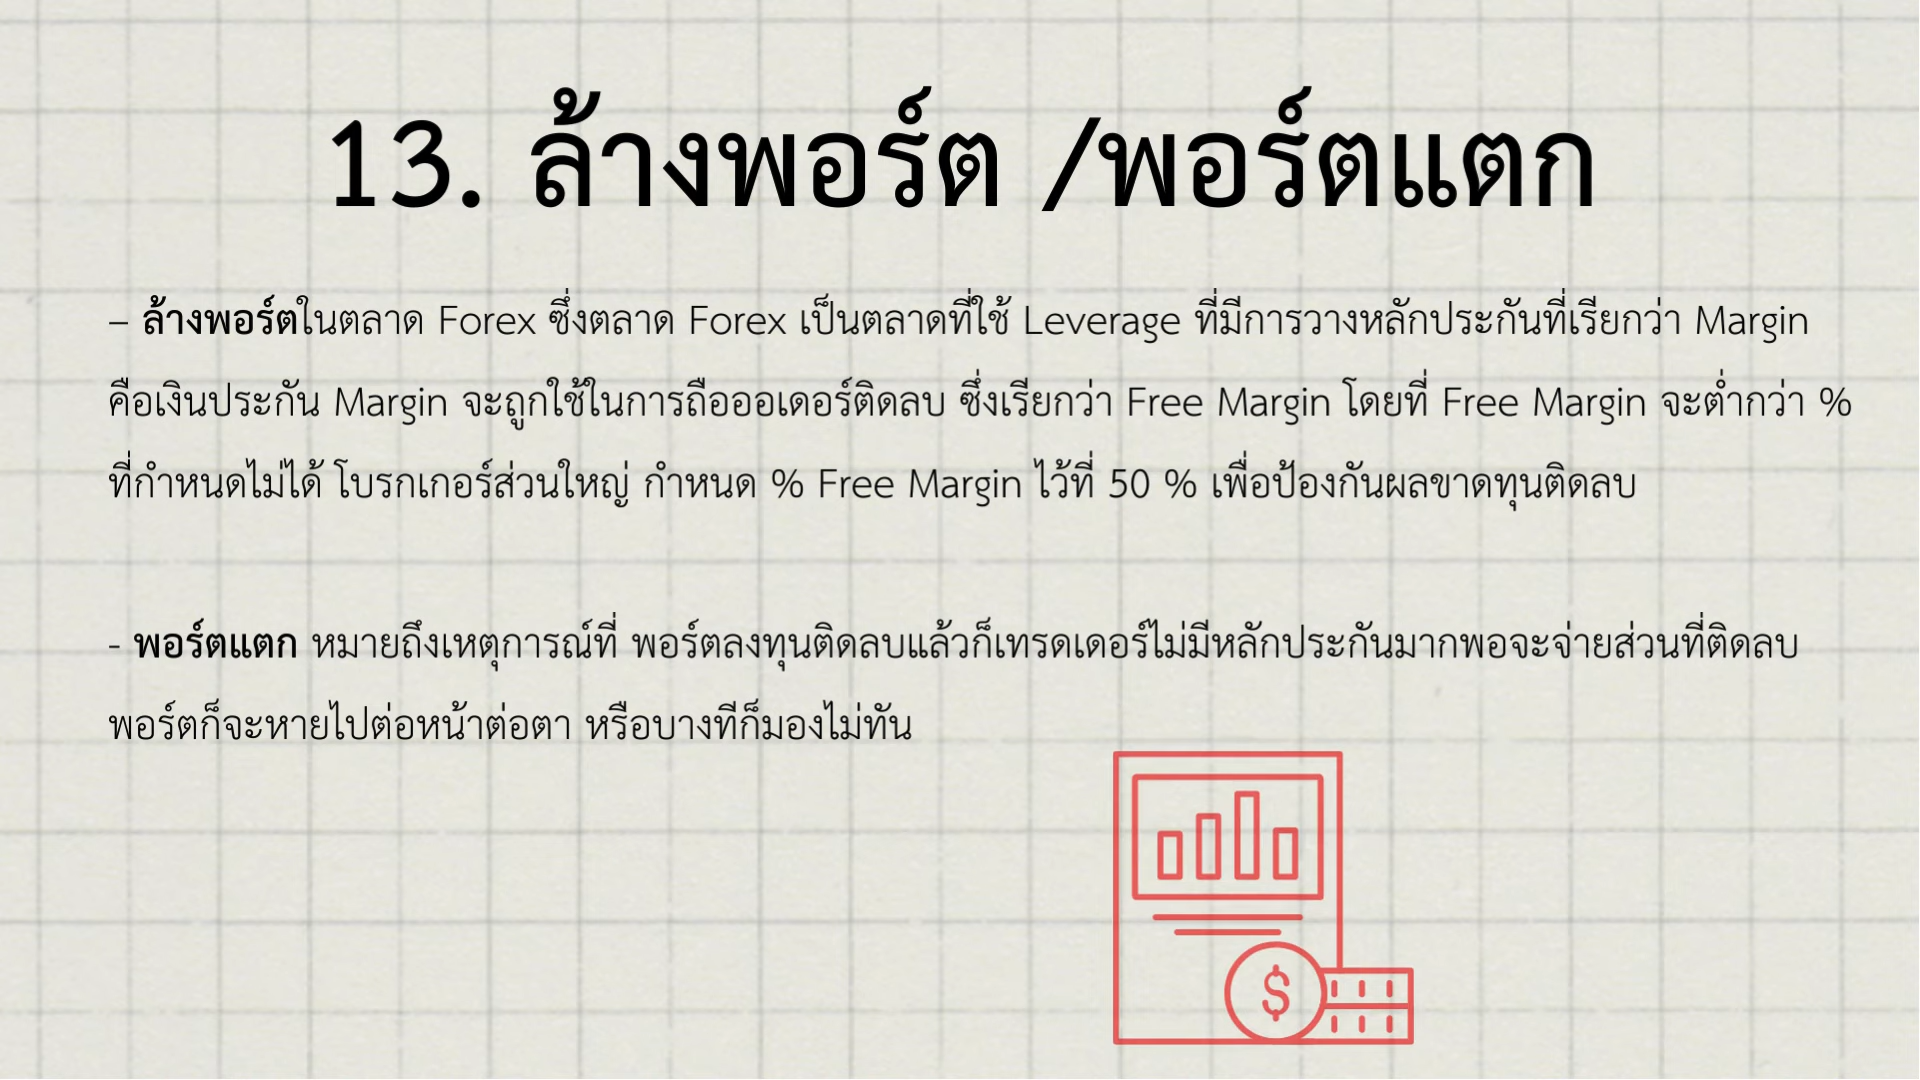 13. ล้างพอร์ต /พอร์ตแตก
– ล้างพอร์ตในตลาด Forex ซึ่งตลาด Forex เป็นตลาดที่ใช้ Leverage ที่มีการวางหลักประกันที่เรียกว่า Margin
คือเงินประกัน Margin จะถูกใช้ในการถือออเดอร์ติดลบ ซึ่งเรียกว่า Free Margin โดยที่ Free Margin จะต่ำกว่า %
ที่กำหนดไม่ได้ โบรกเกอร์ส่วนใหญ่ กำหนด % Free Margin ไว้ที่ 50 % เพื่อป้องกันผลขาดทุนติดลบ
- พอร์ตแตก หมายถึงเหตุการณ์ที่ พอร์ตลงทุนติดลบแล้วก็เทรดเดอร์ไม่มีหลักประกันมากพอจะจ่ายส่วนที่ติดลบ
พอร์ตก็จะหายไปต่อหน้าต่อตา หรือบางทีก็มองไม่ทัน
$